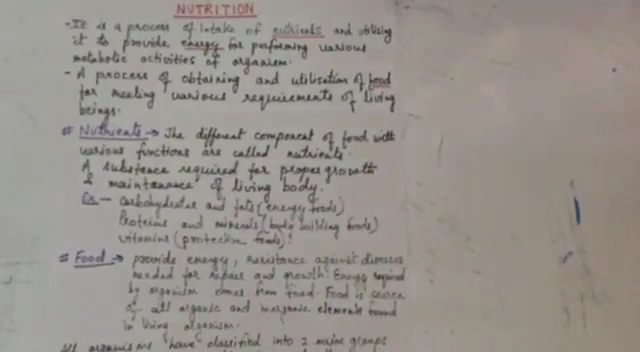 NUTRITION
- It is a process of intake of nutrients and utilising
it to provide energy for performing various
metabolic activities of organism.
- A process of obtaining and utilisation of food
for meeting various requirements of living
beings.
# Nutrients → The different component of food with
various functions are called nutrients.
A substance required for proper growth
& maintenance of living body.
Ex - Carbohydrates and fats (energy foods)
Proteins and minerals (body building foods)
vitamins (protective foods).
# Food → provide energy, resistance against diseases
needed for repair and growth. Energy required
by organism comes from food. Food is source
of all organic and inorganic elements found
in living organism.
All organisms have classified into 2 major groups